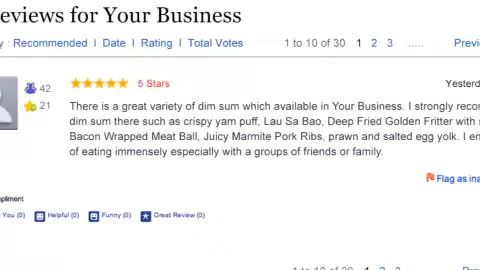 eviews for Your Business
y : Recommended | Date | Rating | Total Votes 1 to 10 of 30 1 2 3 ..... Previ
42 5 Stars Yesterd
21
There is a great variety of dim sum which available in Your Business. I strongly recon
dim sum there such as crispy yam puff, Lau Sa Bao, Deep Fried Golden Fritter with s
Bacon Wrapped Meat Ball, Juicy Marmite Pork Ribs, prawn and salted egg yolk. I en
of eating immensely especially with a groups of friends or family.
Flag as ina
npliment
You (0) Helpful (0) Funny (0) Great Review (0)